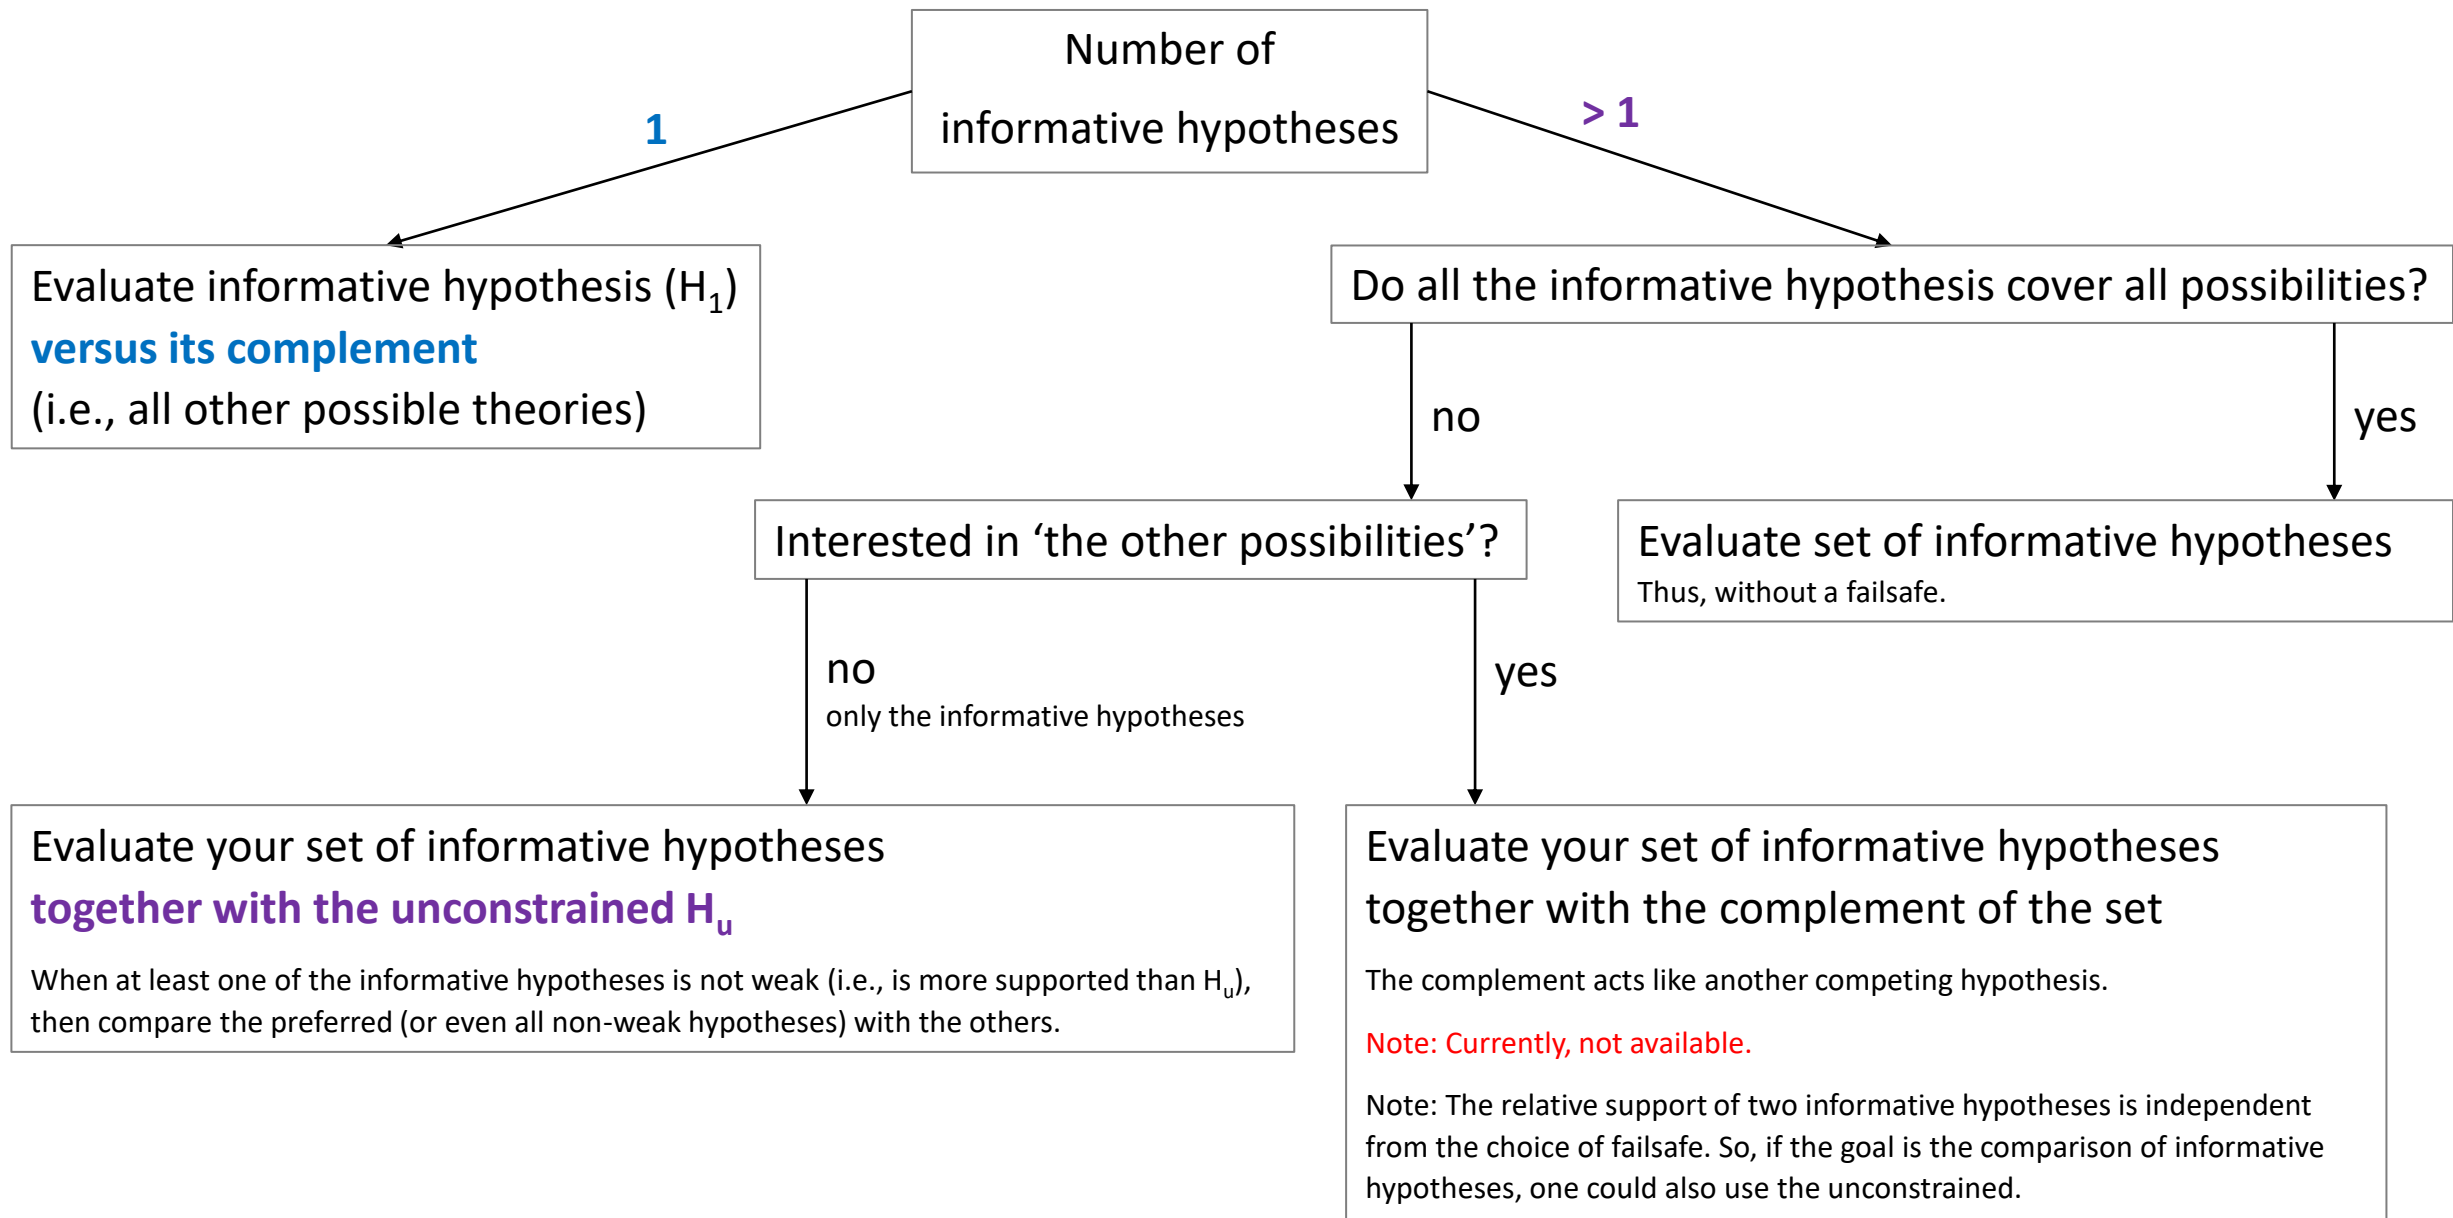 Number of
informative hypotheses
1
> 1
Evaluate informative hypothesis (H1)
versus its complement
(i.e., all other possible theories)
Do all the informative hypothesis cover all possibilities?
no
yes
Interested in ‘the other possibilities’?
Evaluate set of informative hypotheses
Thus, without a failsafe.
no
only the informative hypotheses
yes
Evaluate your set of informative hypotheses
together with the unconstrained Hu
When at least one of the informative hypotheses is not weak (i.e., is more supported than Hu),
then compare the preferred (or even all non-weak hypotheses) with the others.
Evaluate your set of informative hypotheses
together with the complement of the set
The complement acts like another competing hypothesis.
Note: Currently, not available.
Note: The relative support of two informative hypotheses is independent
from the choice of failsafe. So, if the goal is the comparison of informative
hypotheses, one could also use the unconstrained.